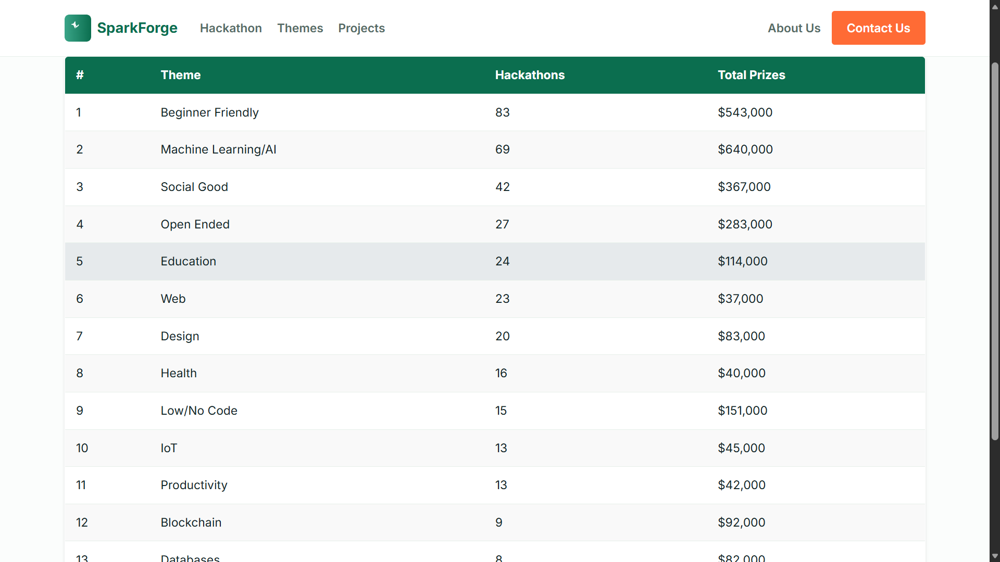 SparkForge Hackathon Themes Projects About Us Contact Us
# Theme Hackathons Total Prizes
1 Beginner Friendly 83 $543,000
2 Machine Learning/AI 69 $640,000
3 Social Good 42 $367,000
4 Open Ended 27 $283,000
5 Education 24 $114,000
6 Web 23 $37,000
7 Design 20 $83,000
8 Health 16 $40,000
9 Low/No Code 15 $151,000
10 IoT 13 $45,000
11 Productivity 13 $42,000
12 Blockchain 9 $92,000
13 Databases 8 $82,000